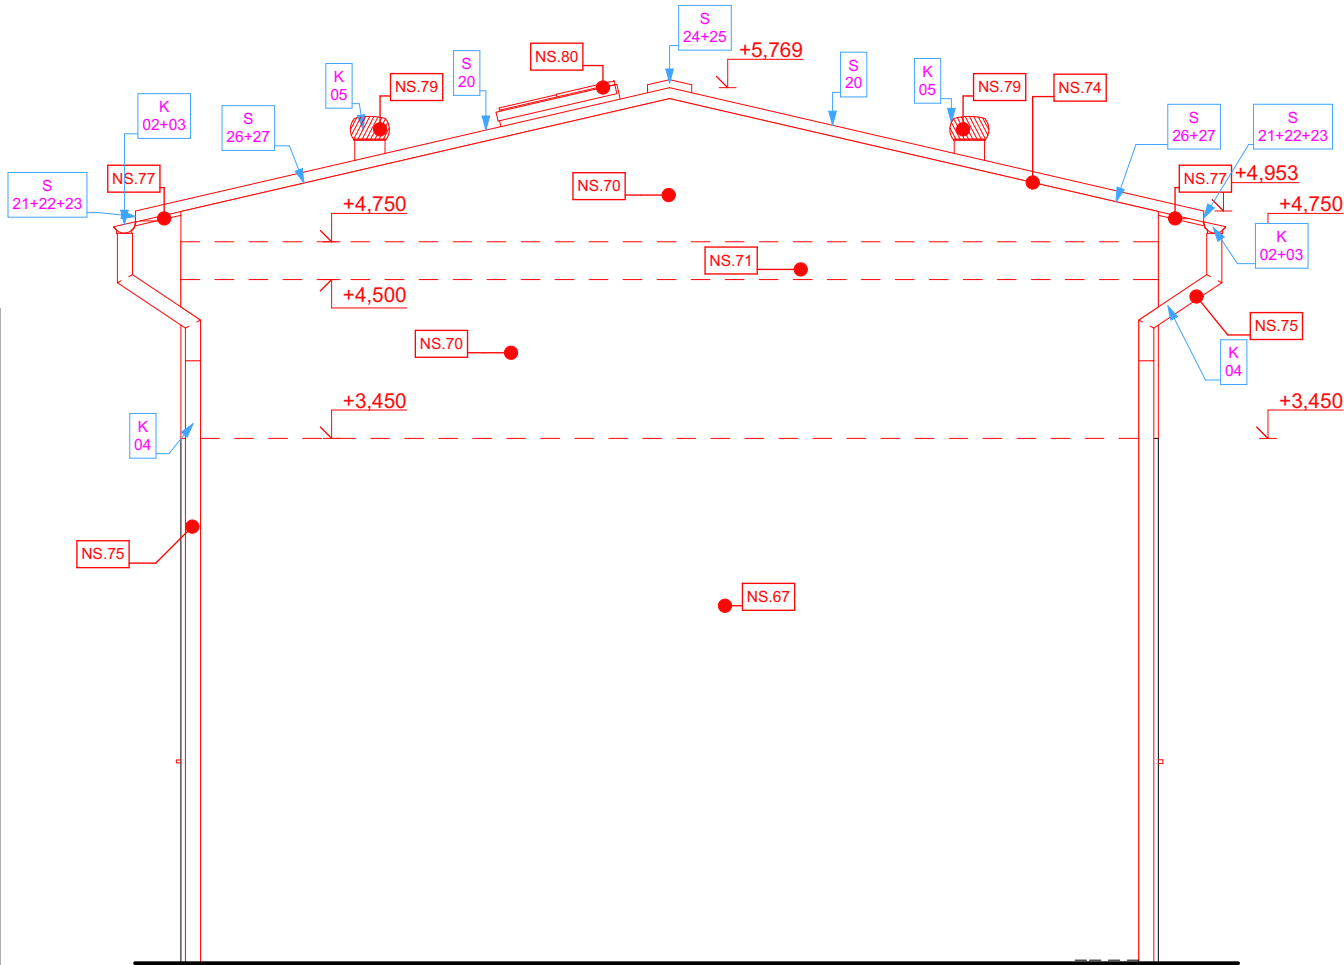 S
24+25
+5,769
NS.80
S
20
S
20
K
05
NS.79
K
05
NS.79
NS.74
K
02+03
S
26+27
S
26+27
S
21+22+23
S
21+22+23
NS.77
NS.77
+4,953
NS.70
+4,750
+4,750
K
02+03
NS.71
+4,500
NS.75
NS.70
K
04
+3,450
+3,450
K
04
NS.75
NS.67